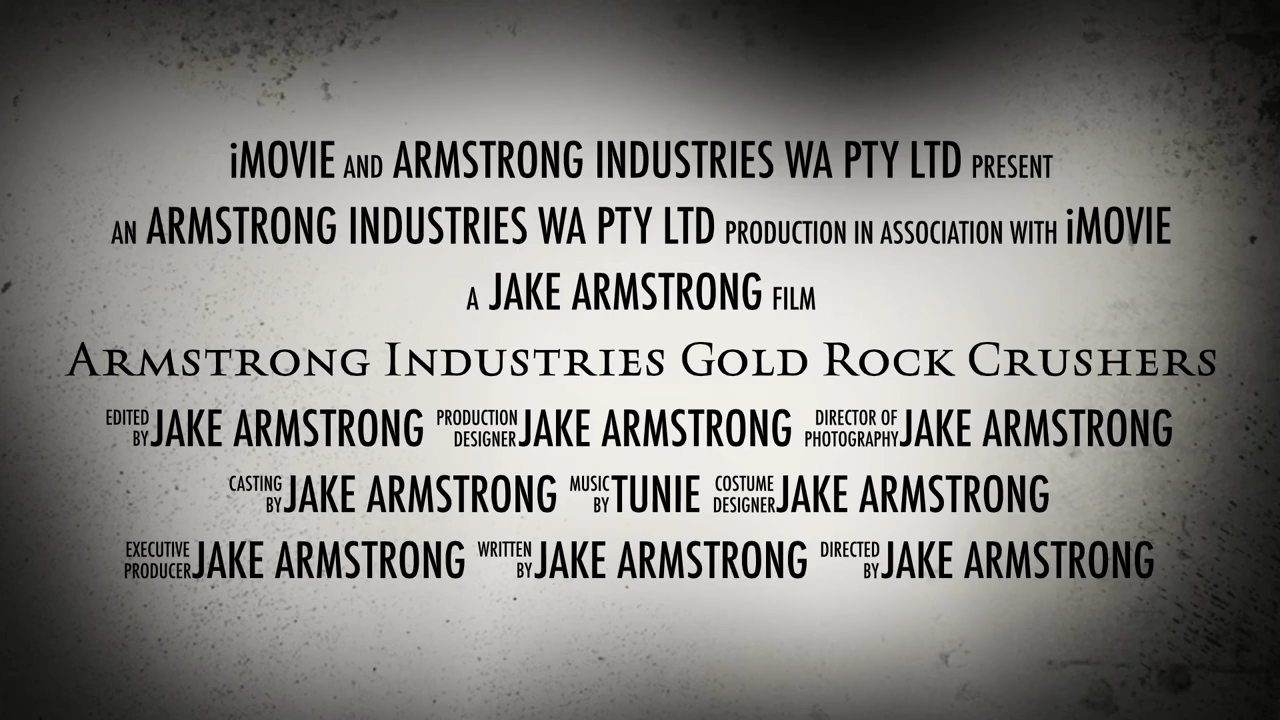 iMOVIE AND ARMSTRONG INDUSTRIES WA PTY LTD PRESENT
AN ARMSTRONG INDUSTRIES WA PTY LTD PRODUCTION IN ASSOCIATION WITH iMOVIE
A JAKE ARMSTRONG FILM
ARMSTRONG INDUSTRIES GOLD ROCK CRUSHERS
EDITED BY JAKE ARMSTRONG PRODUCTION DESIGNER JAKE ARMSTRONG DIRECTOR OF PHOTOGRAPHY JAKE ARMSTRONG
CASTING BY JAKE ARMSTRONG MUSIC BY TUNIE COSTUME DESIGNER JAKE ARMSTRONG
EXECUTIVE PRODUCER JAKE ARMSTRONG WRITTEN BY JAKE ARMSTRONG DIRECTED BY JAKE ARMSTRONG